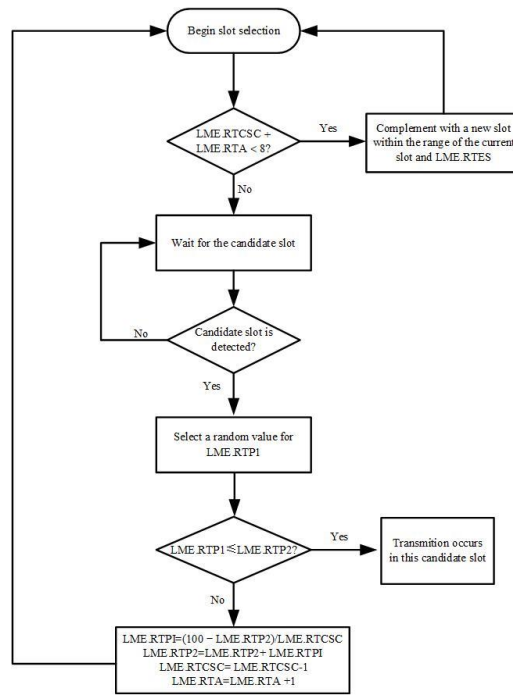 Begin slot selection
LME.RTCSC +
LME.RTA < 8?
Yes
Complement with a new slot
within the range of the current
slot and LME.RTES
No
Wait for the candidate slot
No
Candidate slot is
detected?
Yes
Select a random value for
LME.RTP1
LME.RTP1≤LME.RTP2?
Yes
Transmition occurs
in this candidate slot
No
LME.RTPI=(100 − LME.RTP2)/LME.RTCSC
LME.RTP2=LME.RTP2+ LME.RTPI
LME.RTCSC= LME.RTCSC-1
LME.RTA=LME.RTA +1